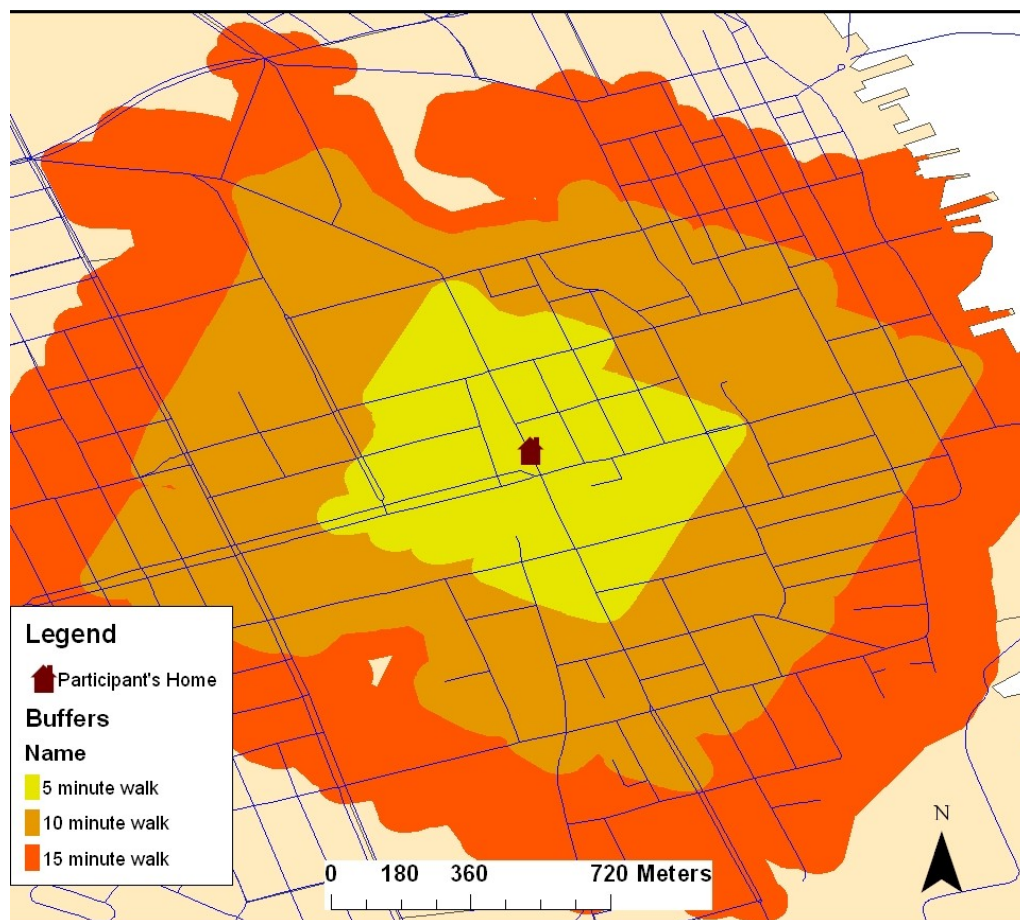 Legend
Participant's Home
Buffers
Name
5 minute walk
10 minute walk
15 minute walk
0 180 360 720 Meters
N